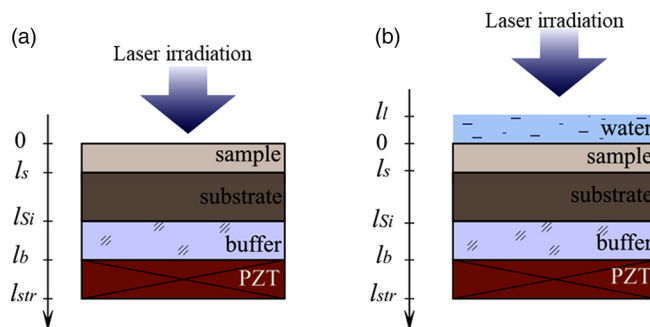 (a)
Laser irradiation
0
sample
ls
substrate
lSi
buffer
lb
PZT
lstr
(b)
Laser irradiation
ll
water
0
sample
ls
substrate
lSi
buffer
lb
PZT
lstr